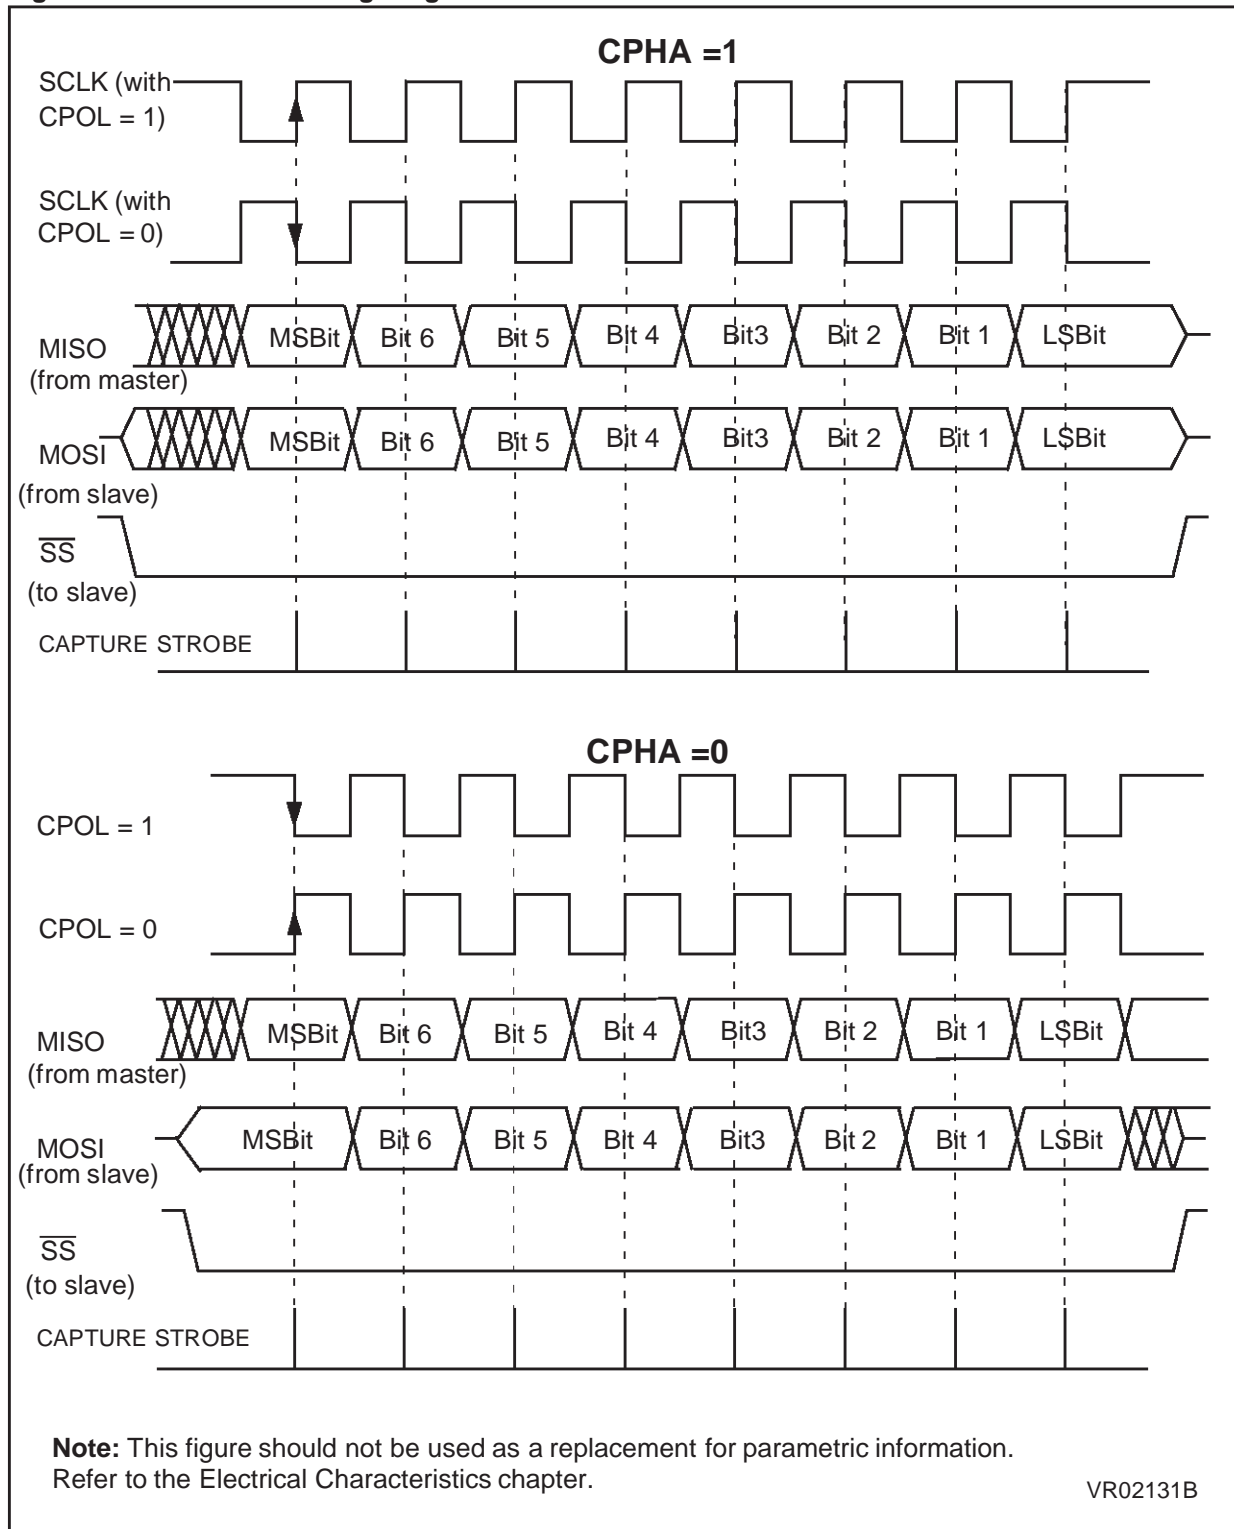 CPHA =1
SCLK (with
CPOL = 1)
SCLK (with
CPOL = 0)
MISO
(from master)
MSBit Bit 6 Bit 5 Bit 4 Bit3 Bit 2 Bit 1 LSBit
MOSI
(from slave)
MSBit Bit 6 Bit 5 Bit 4 Bit3 Bit 2 Bit 1 LSBit
SS
(to slave)
CAPTURE STROBE
CPHA =0
CPOL = 1
CPOL = 0
MISO
(from master)
MSBit Bit 6 Bit 5 Bit 4 Bit3 Bit 2 Bit 1 LSBit
MOSI
(from slave)
MSBit Bit 6 Bit 5 Bit 4 Bit3 Bit 2 Bit 1 LSBit
SS
(to slave)
CAPTURE STROBE
Note: This figure should not be used as a replacement for parametric information.
Refer to the Electrical Characteristics chapter.
VR02131B